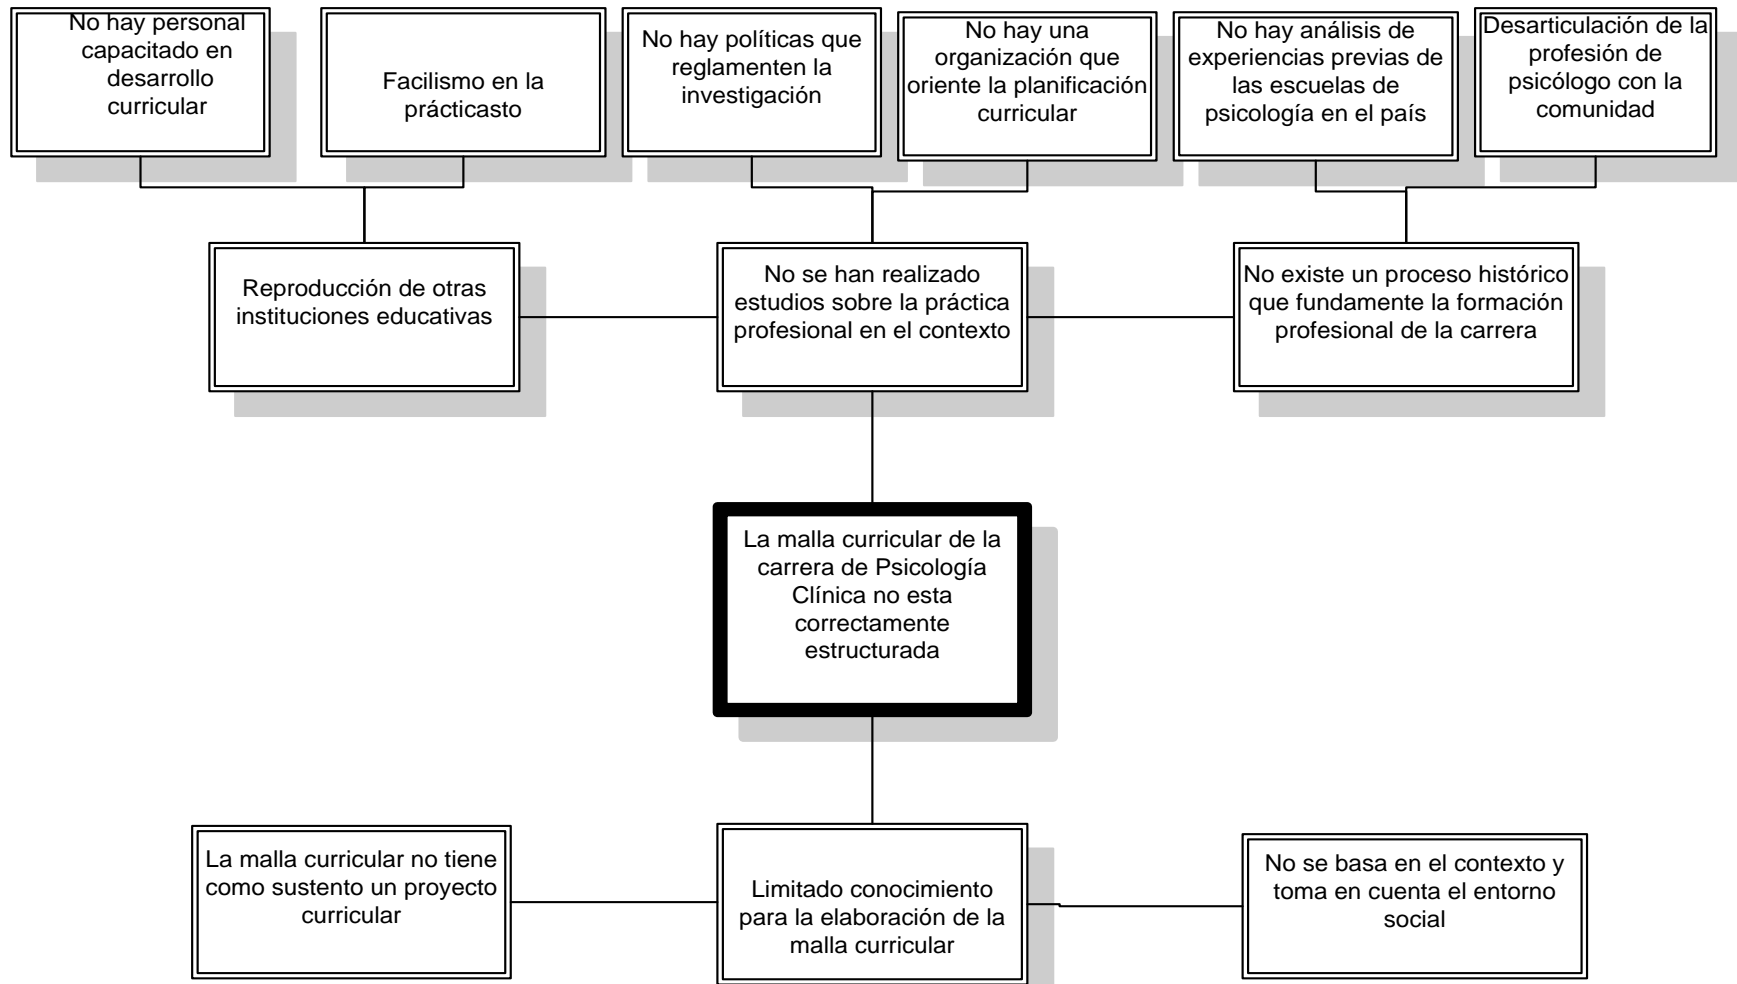 No hay personal
capacitado en
desarrollo
curricular
Facilismo en la
prácticasto
No hay políticas que
reglamenten la
investigación
No hay una
organización que
oriente la planificación
curricular
No hay análisis de
experiencias previas de
las escuelas de
psicología en el país
Desarticulación de la
profesión de
psicólogo con la
comunidad
Reproducción de otras
instituciones educativas
No se han realizado
estudios sobre la práctica
profesional en el contexto
No existe un proceso histórico
que fundamente la formación
profesional de la carrera
La malla curricular de la
carrera de Psicología
Clínica no esta
correctamente
estructurada
La malla curricular no tiene
como sustento un proyecto
curricular
Limitado conocimiento
para la elaboración de la
malla curricular
No se basa en el contexto y
toma en cuenta el entorno
social